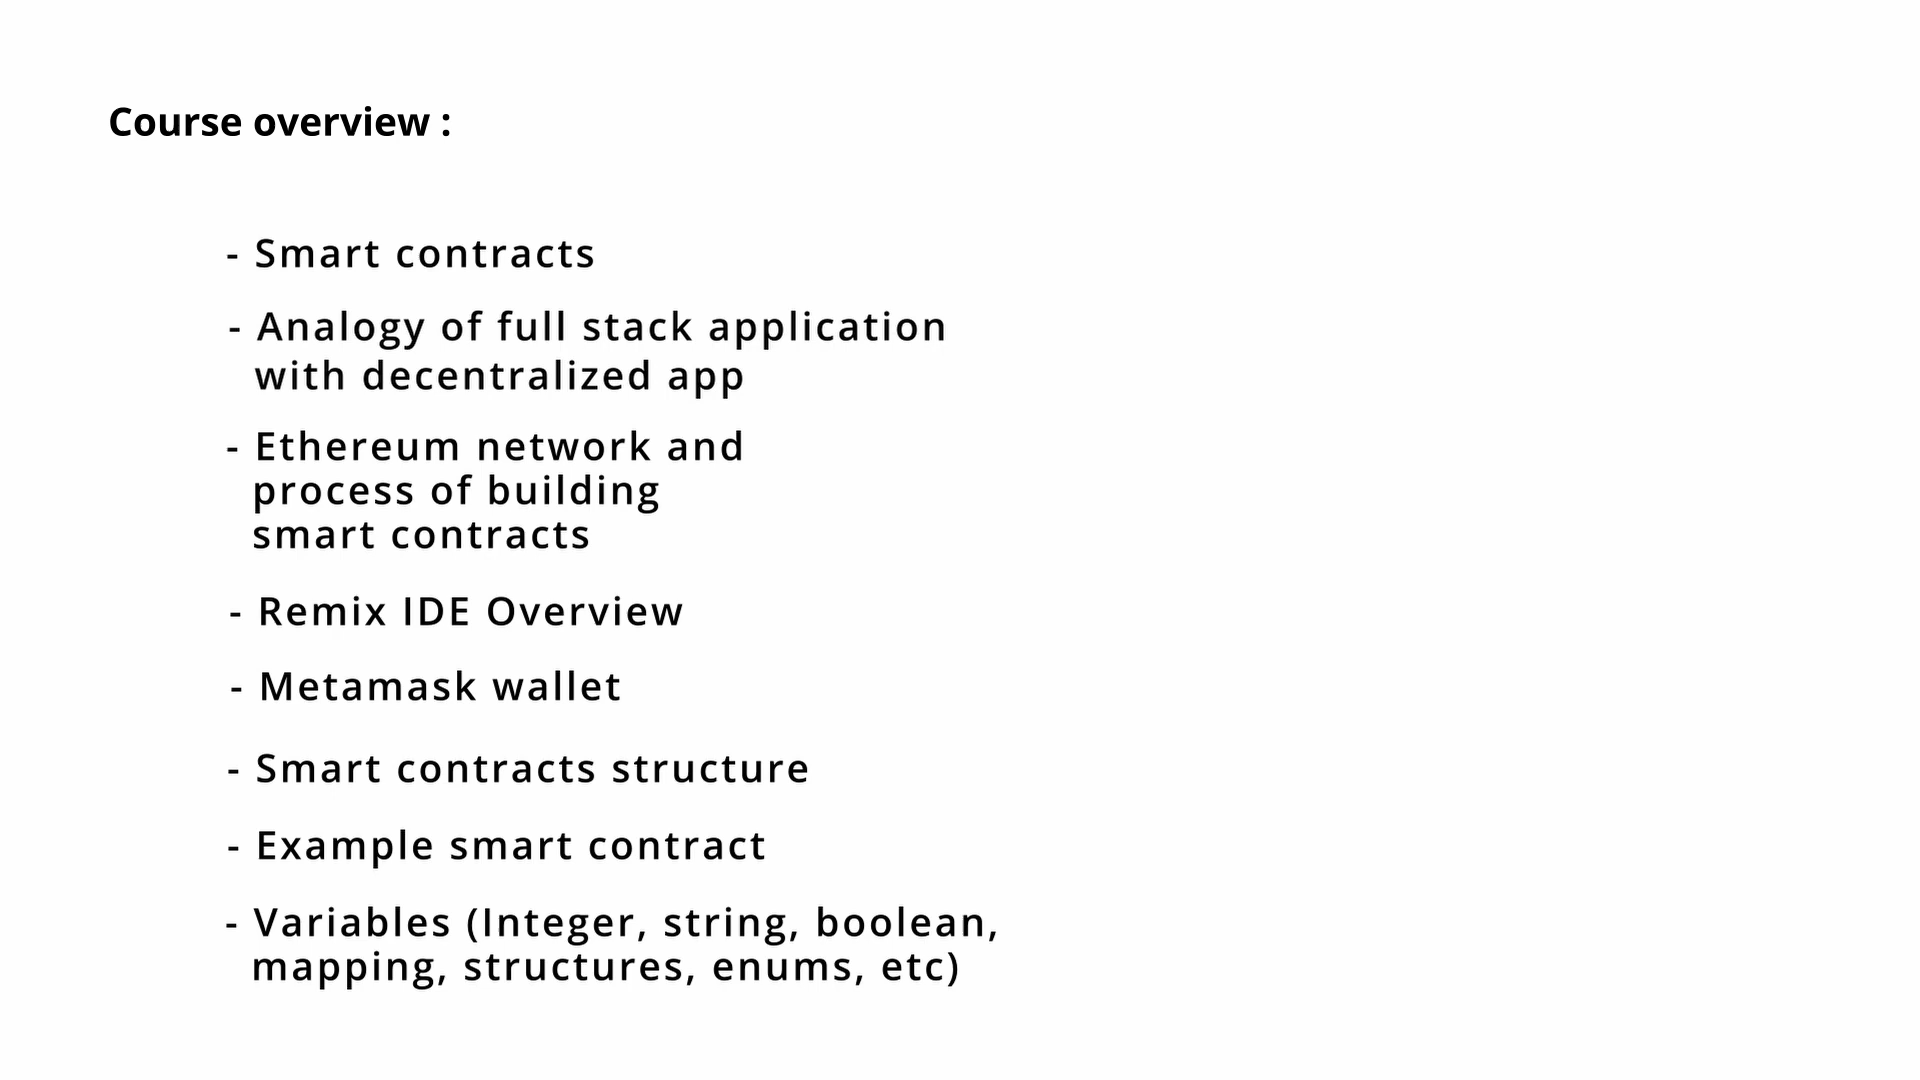 Course overview :
- Smart contracts
- Analogy of full stack application
with decentralized app
- Ethereum network and
process of building
smart contracts
- Remix IDE Overview
- Metamask wallet
- Smart contracts structure
- Example smart contract
- Variables (Integer, string, boolean,
mapping, structures, enums, etc)